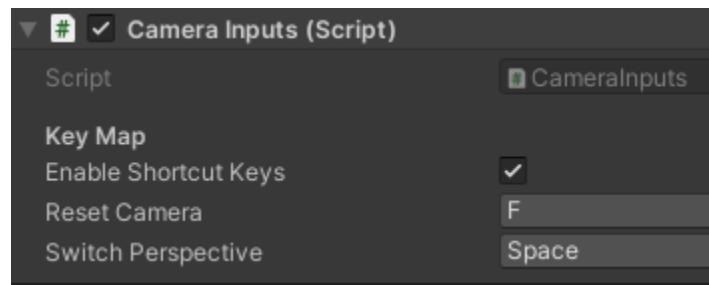 # Camera Inputs (Script)
Script # CameraInputs
Key Map
Enable Shortcut Keys
Reset Camera F
Switch Perspective Space